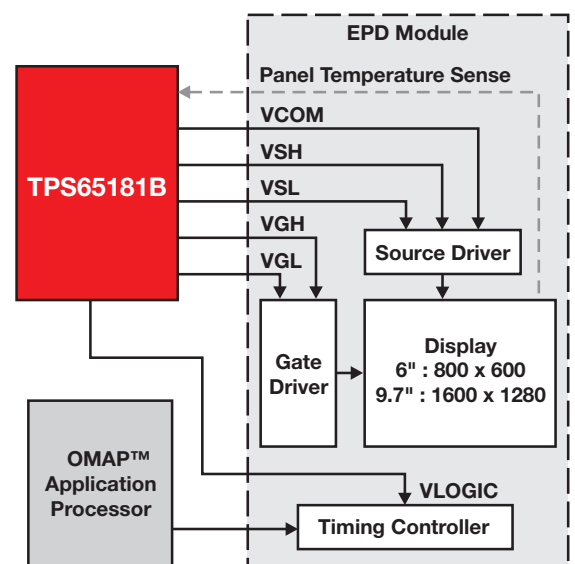 EPD Module
Panel Temperature Sense
TPS65181B
VCOM
VSH
VSL
VGH
VGL
Source Driver
Gate
Driver
Display
6" : 800 x 600
9.7" : 1600 x 1280
OMAP™
Application
Processor
VLOGIC
Timing Controller